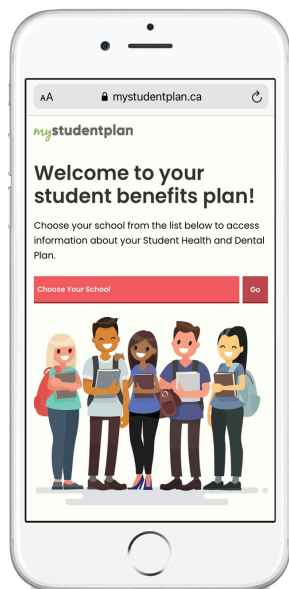 AA mystudentplan.ca
mystudentplan
Welcome to your
student benefits plan!
Choose your school from the list below to access
information about your Student Health and Dental
Plan.
Choose Your School Go